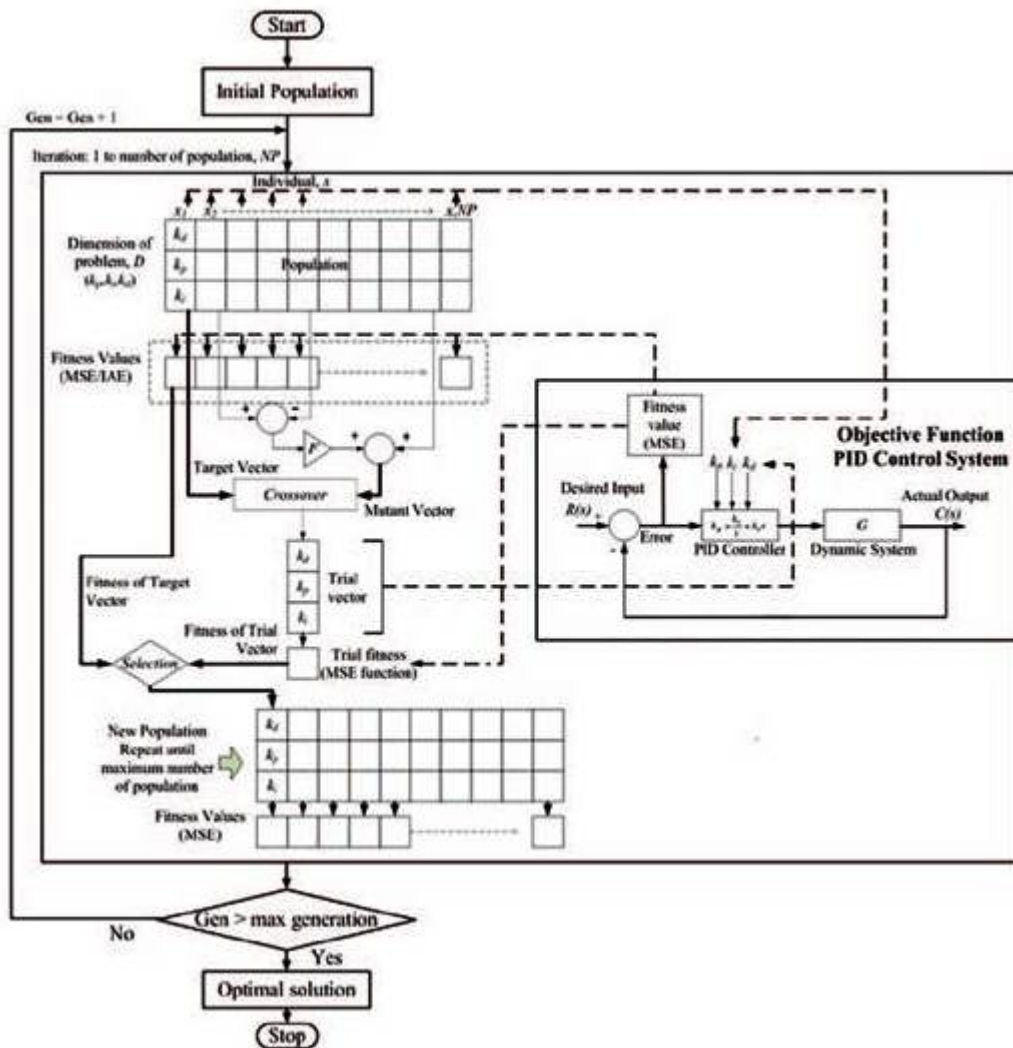 Start
Initial Population
Gen = Gen + 1
Iteration: 1 to number of population, NP
Individual, x
x1 x2 x,NP
Dimension of
problem, D
kd
kp
ki
Population
Fitness Values
(MSE/IAE)
+ -
F
+ +
Target Vector
Crossover
Mutant Vector
kd
kp
ki
Trial
vector
Fitness of Target
Vector
Fitness of Trial
Vector
Selection
Trial fitness
(MSE function)
New Population
Repeat until
maximum number
of population
kd
kp
ki
Fitness Values
(MSE)
Fitness
value
(MSE)
Objective Function
PID Control System
kp ki kd
Desired Input
R(s)
+
-
Error
PID Controller
G
Dynamic System
Actual Output
C(s)
Gen > max generation
No
Yes
Optimal solution
Stop